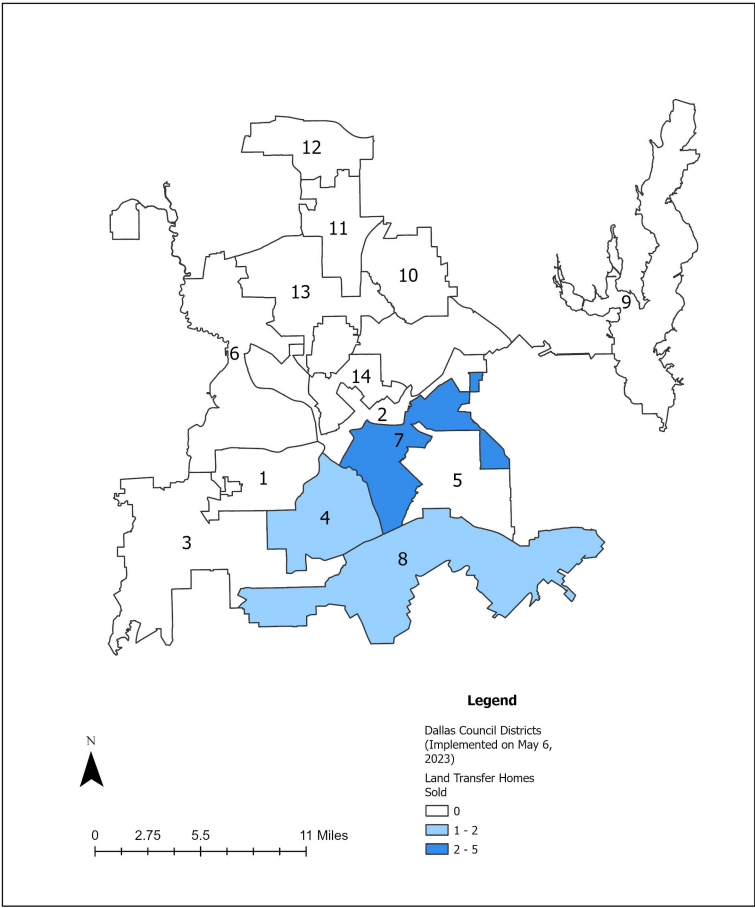 12
11
10
13
9
6
14
2
7
1
5
4
3
8
Legend
Dallas Council Districts
(Implemented on May 6,
2023)
Land Transfer Homes
Sold
0
1 - 2
2 - 5
N
0 2.75 5.5 11 Miles